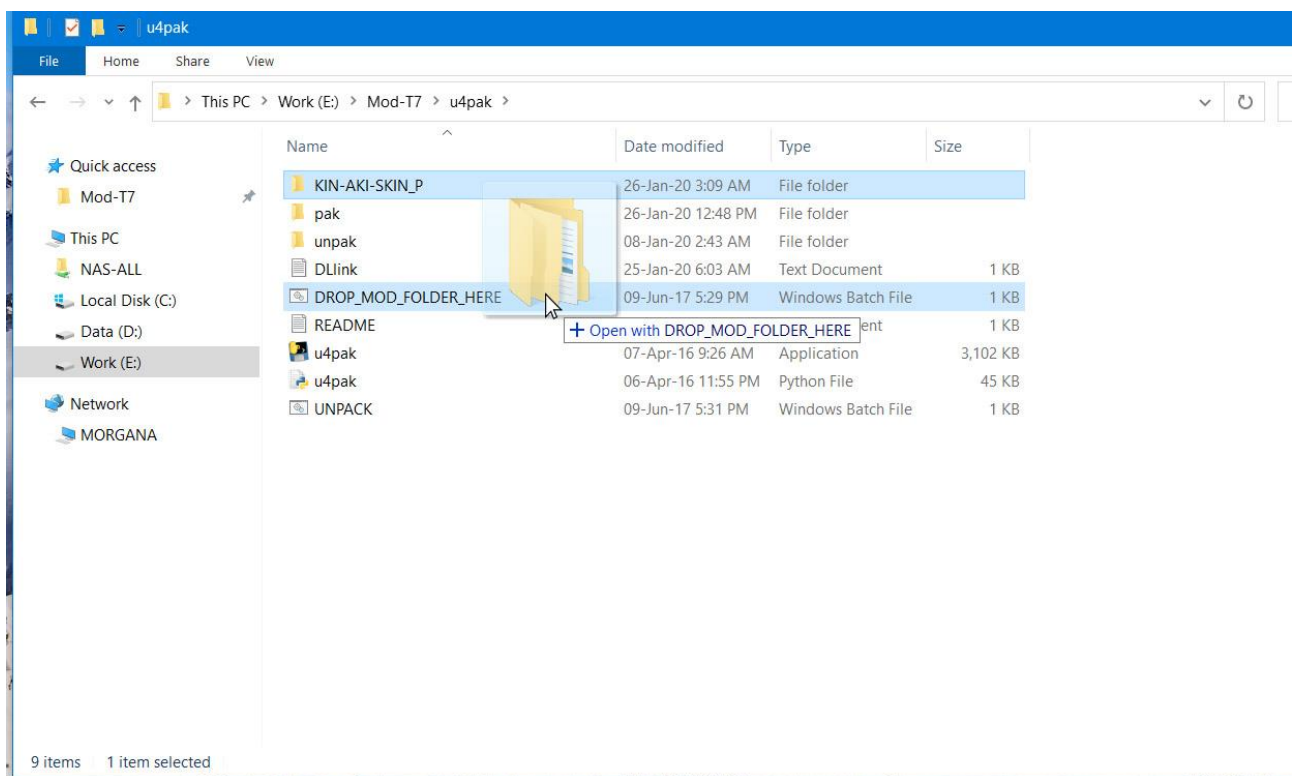 u4pak
File Home Share View
This PC > Work (E:) > Mod-T7 > u4pak >
Name Date modified Type Size
Quick access
Mod-T7
This PC
NAS-ALL
Local Disk (C:)
Data (D:)
Work (E:)
Network
MORGANA
KIN-AKI-SKIN_P 26-Jan-20 3:09 AM File folder
pak 26-Jan-20 12:48 PM File folder
unpak 08-Jan-20 2:43 AM File folder
DLlink 25-Jan-20 6:03 AM Text Document 1 KB
DROP_MOD_FOLDER_HERE 09-Jun-17 5:29 PM Windows Batch File 1 KB
README ent 1 KB
+ Open with DROP_MOD_FOLDER_HERE
u4pak 07-Apr-16 9:26 AM Application 3,102 KB
u4pak 06-Apr-16 11:55 PM Python File 45 KB
UNPACK 09-Jun-17 5:31 PM Windows Batch File 1 KB
9 items 1 item selected